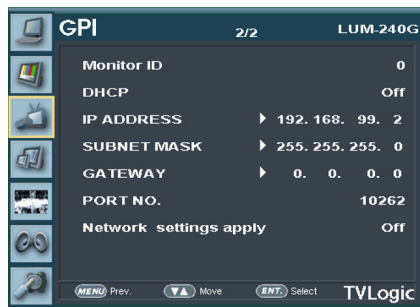 GPI 2/2 LUM-240G
Monitor ID 0
DHCP Off
IP ADDRESS 192. 168. 99. 2
SUBNET MASK 255. 255. 255. 0
GATEWAY 0. 0. 0. 0
PORT NO. 10262
Network settings apply Off
MENU Prev. ▲▼ Move ENT. Select TVLogic